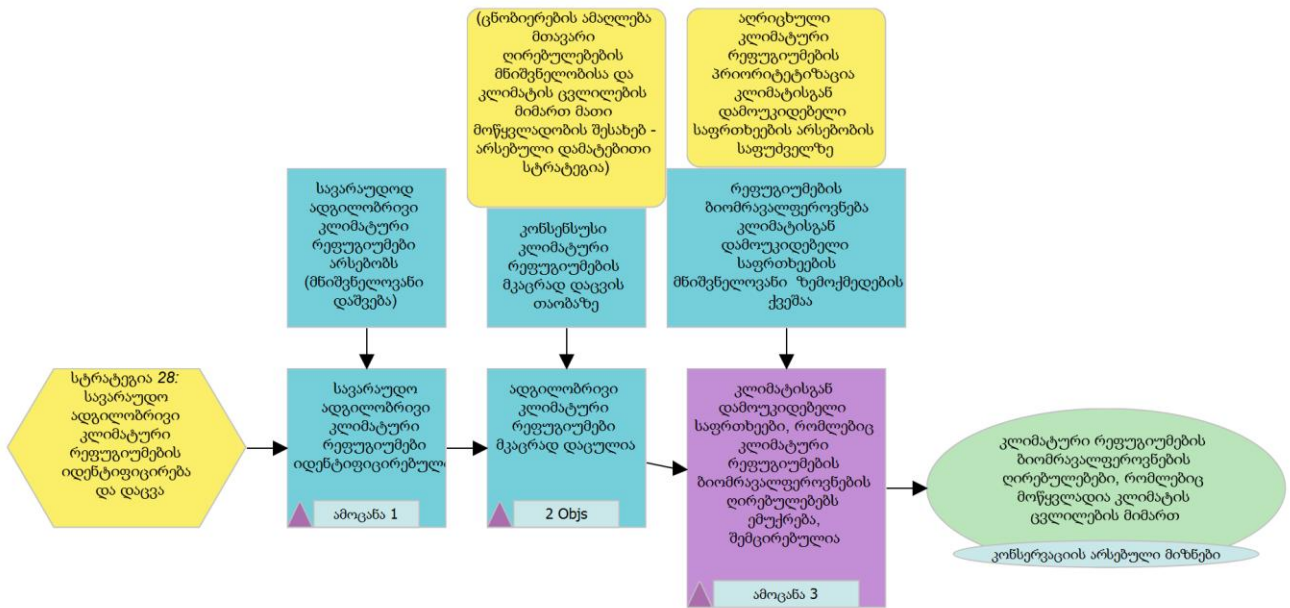 (ცნობიერების ამაღლება
მთავარი
ღირებულებების
მნიშვნელობისა და
კლიმატის ცვლილების
მიმართ მათი
მოწყვლადობის შესახებ -
არსებული დამატებითი
სტრატეგია)
აღრიცხული
კლიმატური
რეფუგიუმების
პრიორიტეტიზაცია
კლიმატისგან
დამოუკიდებელი
საფრთხეების არსებობის
საფუძველზე
სავარაუდოდ
ადგილობრივი
კლიმატური
რეფუგიუმები
არსებობს
(მნიშვნელოვანი
დაშვება)
კონსენსუსი
კლიმატური
რეფუგიუმების
მკაცრად დაცვის
თაობაზე
რეფუგიუმების
ბიომრავალფეროვნება
კლიმატისგან
დამოუკიდებელი
საფრთხეების
მნიშვნელოვანი ზემოქმედების
ქვეშაა
სტრატეგია 28:
სავარაუდო
ადგილობრივი
კლიმატური
რეფუგიუმების
იდენტიფიცირება
და დაცვა
სავარაუდო
ადგილობრივი
კლიმატური
რეფუგიუმები
იდენტიფიცირებულ
ამოცანა 1
ადგილობრივი
კლიმატური
რეფუგიუმები
მკაცრად დაცულია
2 Objs
კლიმატისგან
დამოუკიდებელი
საფრთხეები, რომლებიც
კლიმატური
რეფუგიუმების
ბიომრავალფეროვნების
ღირებულებებს
ემუქრება,
შემცირებულია
ამოცანა 3
კლიმატური რეფუგიუმების
ბიომრავალფეროვნების
ღირებულებები, რომლებიც
მოწყვლადია კლიმატის
ცვლილების მიმართ
კონსერვაციის არსებული მიზნები